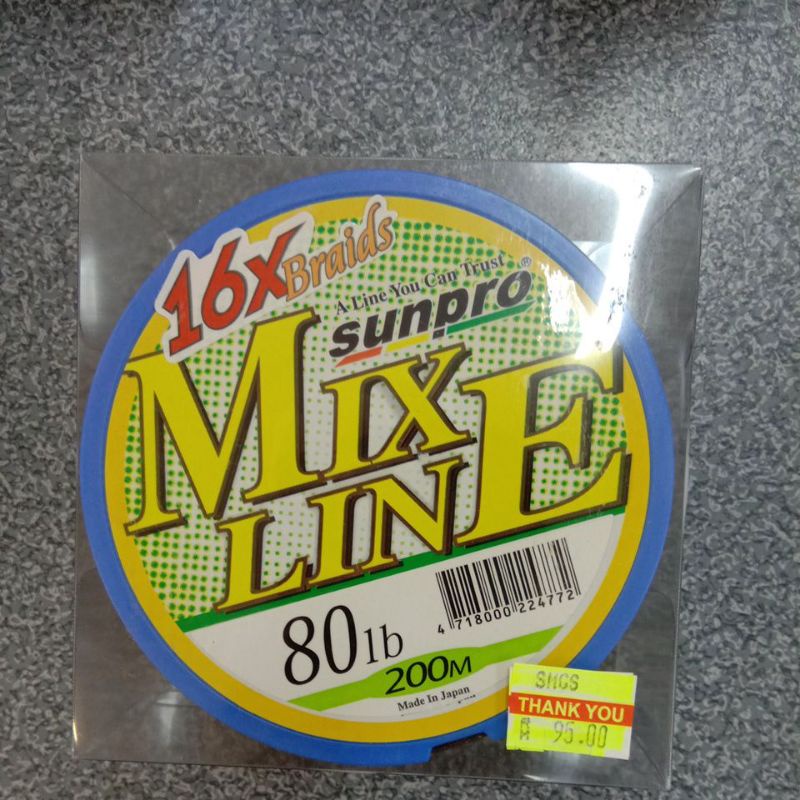 16x Braids
A Line You Can Trust
sunpro®
MIX
LINE
4 718000 224772
80lb
200M
Made In Japan
SMCS
THANK YOU
95.00